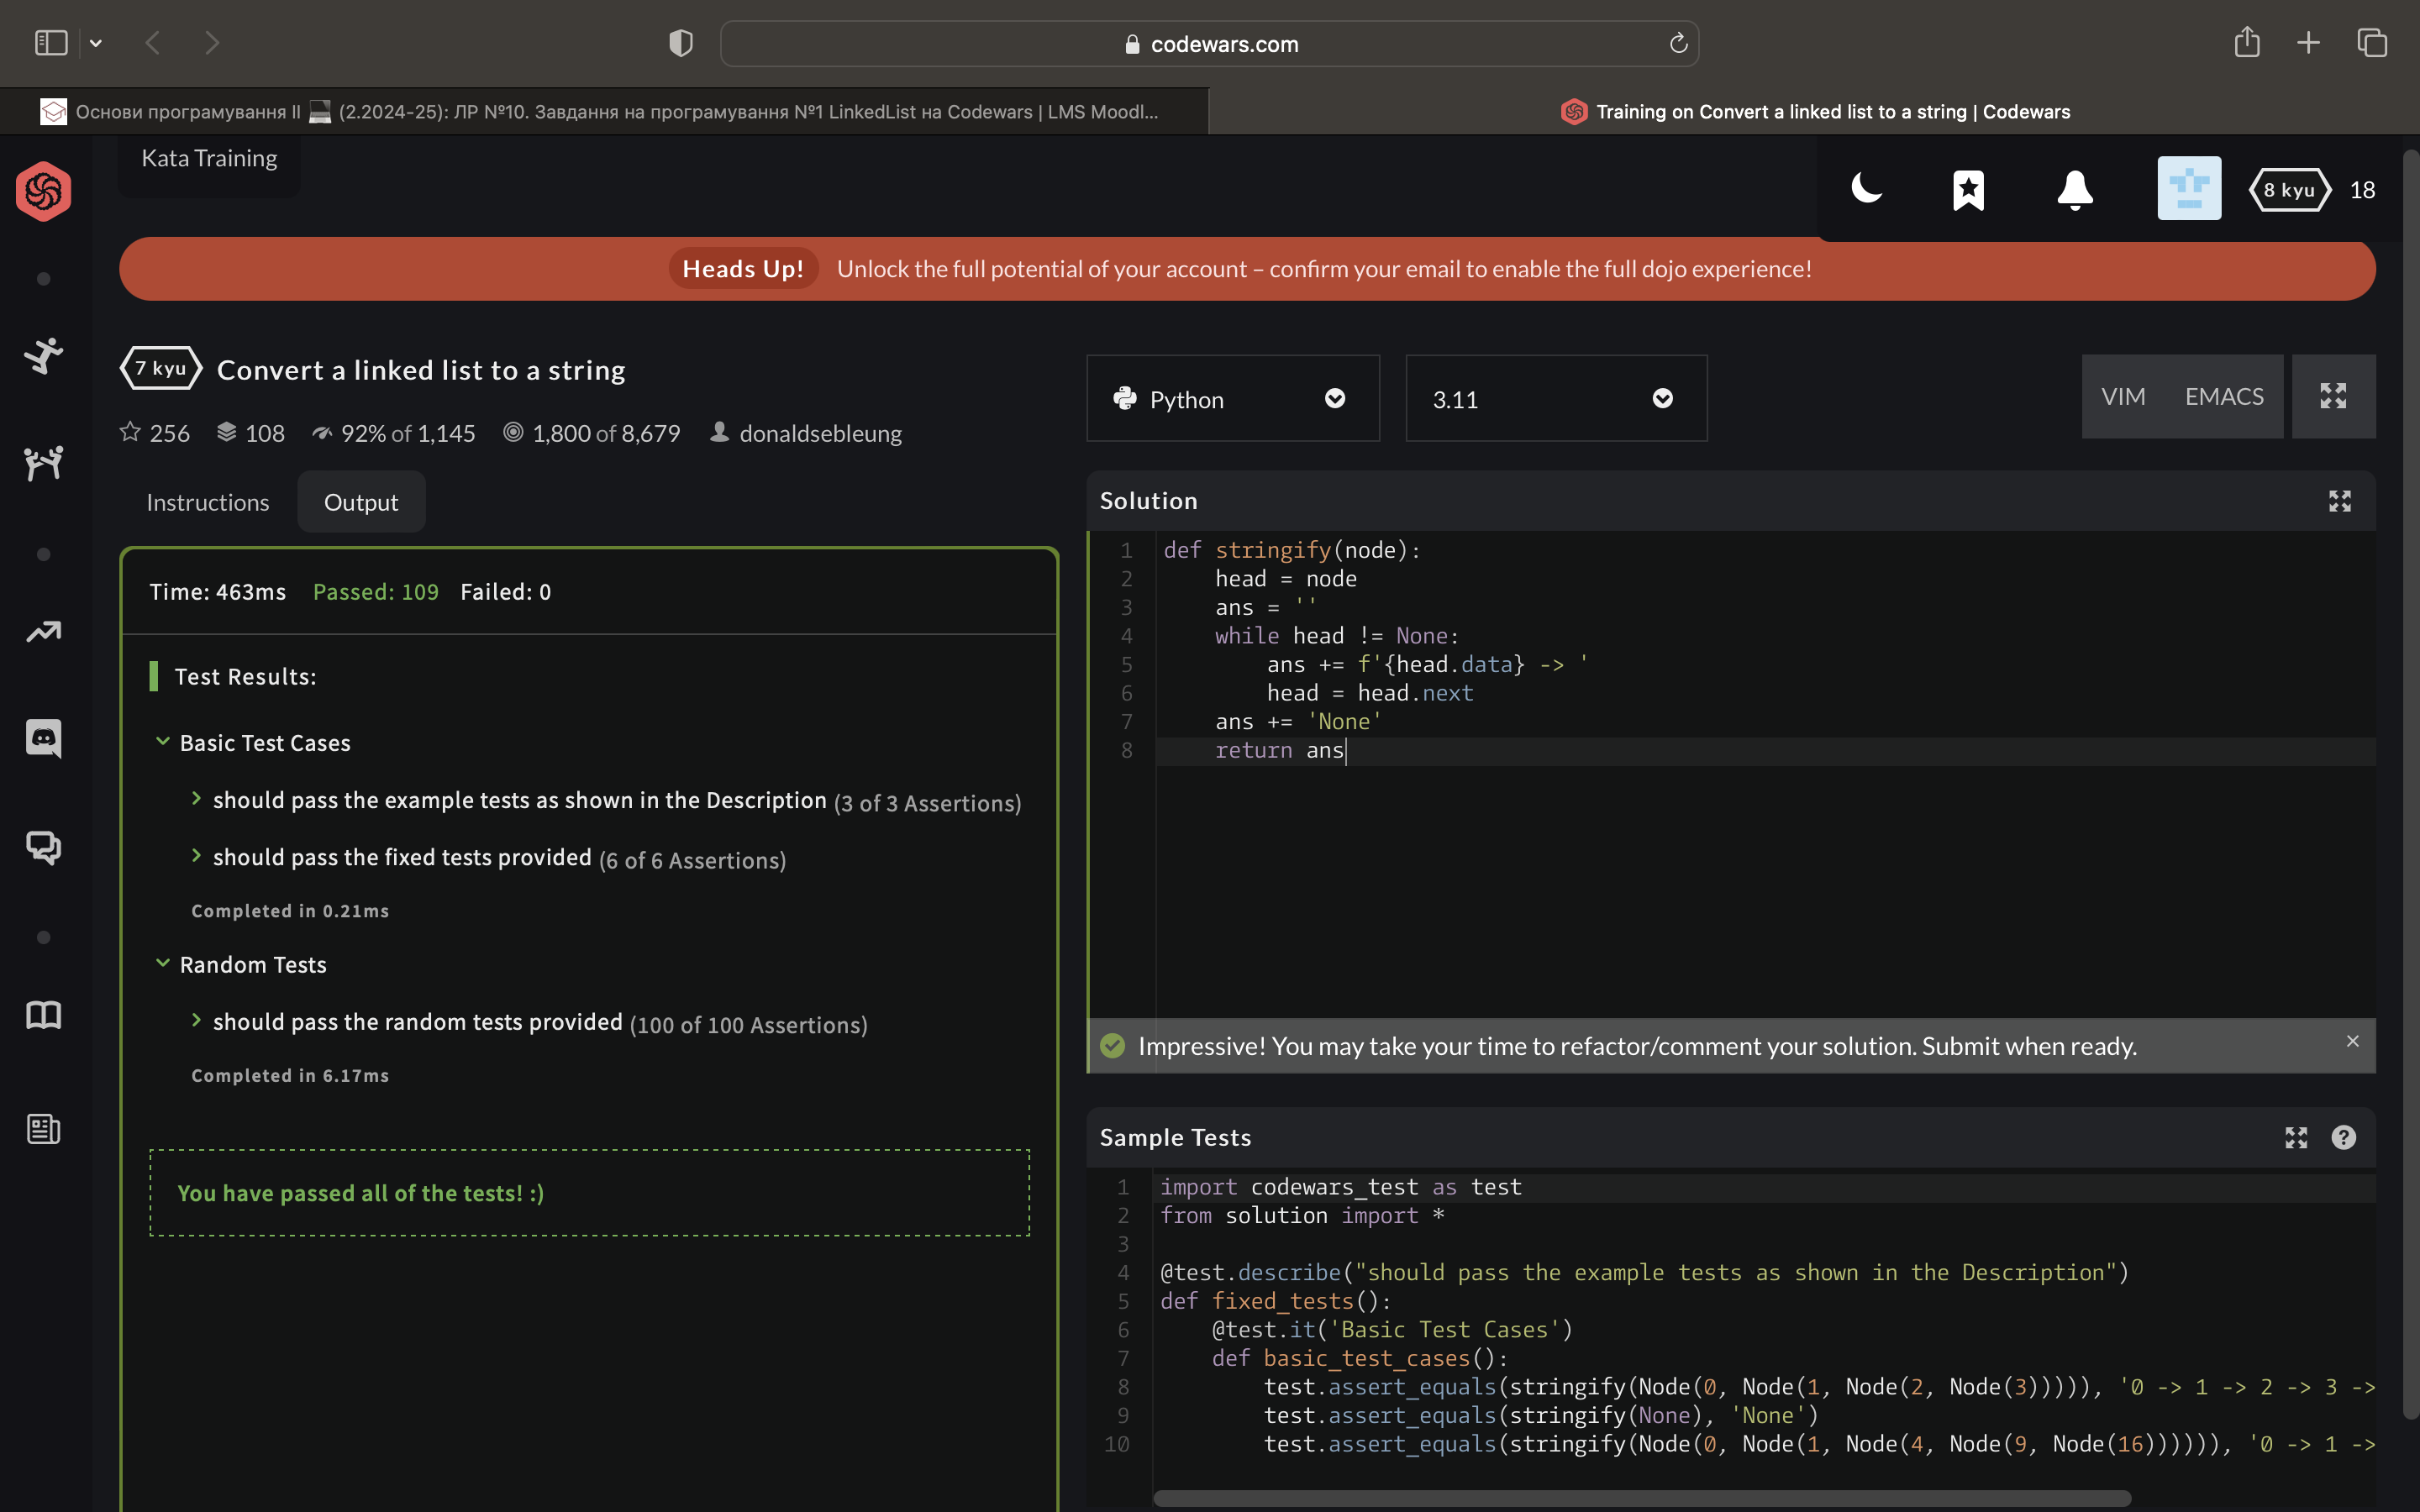 codewars.com
Основи програмування II 💻 (2.2024-25): ЛР №10. Завдання на програмування №1 LinkedList на Codewars | LMS Moodl...
Training on Convert a linked list to a string | Codewars
Kata Training
8 kyu 18
Heads Up! Unlock the full potential of your account – confirm your email to enable the full dojo experience!
7 kyu Convert a linked list to a string
256 108 92% of 1,145 1,800 of 8,679 donaldsebleung
Instructions Output
Time: 463ms Passed: 109 Failed: 0
Test Results:
Basic Test Cases
should pass the example tests as shown in the Description (3 of 3 Assertions)
should pass the fixed tests provided (6 of 6 Assertions)
Completed in 0.21ms
Random Tests
should pass the random tests provided (100 of 100 Assertions)
Completed in 6.17ms
You have passed all of the tests! :)
Python 3.11 VIM EMACS
Solution
1 def stringify(node):
2     head = node
3     ans = ''
4     while head != None:
5         ans += f'{head.data} -> '
6         head = head.next
7     ans += 'None'
8     return ans
Impressive! You may take your time to refactor/comment your solution. Submit when ready.
Sample Tests
1 import codewars_test as test
2 from solution import *
3
4 @test.describe("should pass the example tests as shown in the Description")
5 def fixed_tests():
6     @test.it('Basic Test Cases')
7     def basic_test_cases():
8         test.assert_equals(stringify(Node(0, Node(1, Node(2, Node(3))))), '0 -> 1 -> 2 -> 3 ->
9         test.assert_equals(stringify(None), 'None')
10         test.assert_equals(stringify(Node(0, Node(1, Node(4, Node(9, Node(16)))))), '0 -> 1 ->